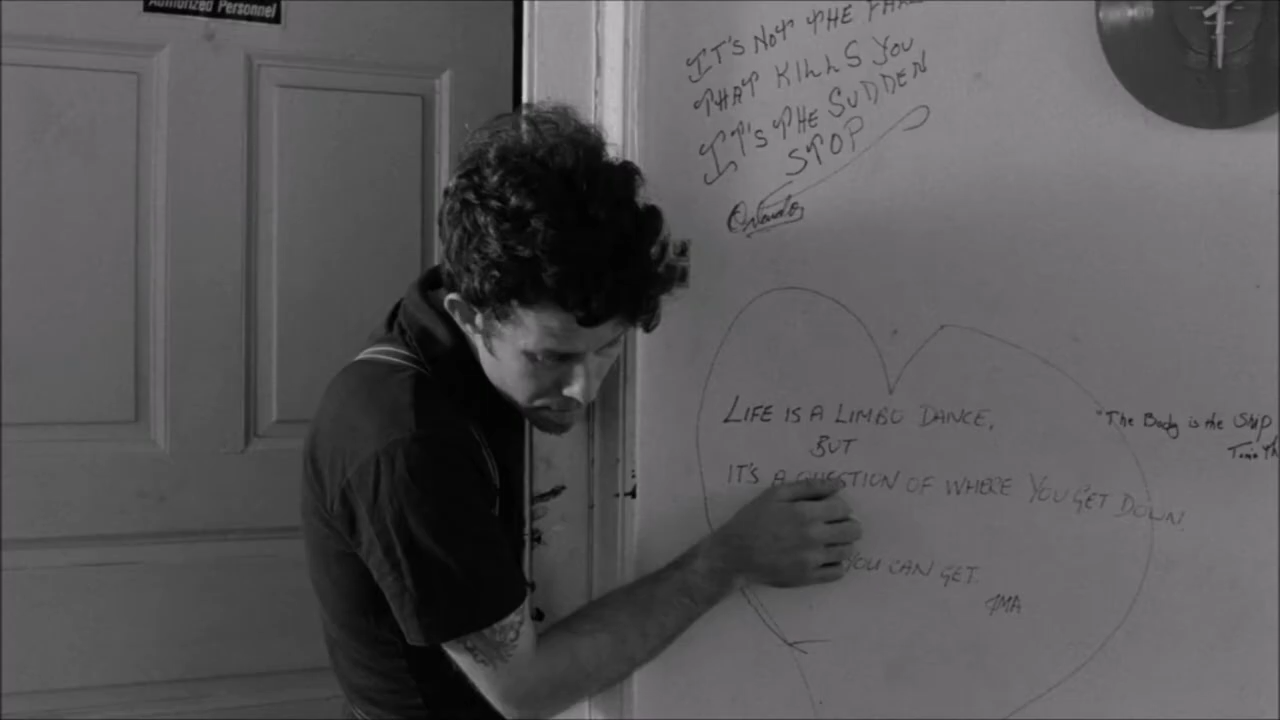 Authorized Personnel
IT'S NOT THE
THAT KILLS YOU
IT'S THE SUDDEN
STOP
LIFE IS A LIMBO DANCE,
BUT
IT'S A QUESTION OF WHERE YOU GET DOWN
YOU CAN GET.
JMA
"The Body is the Ship